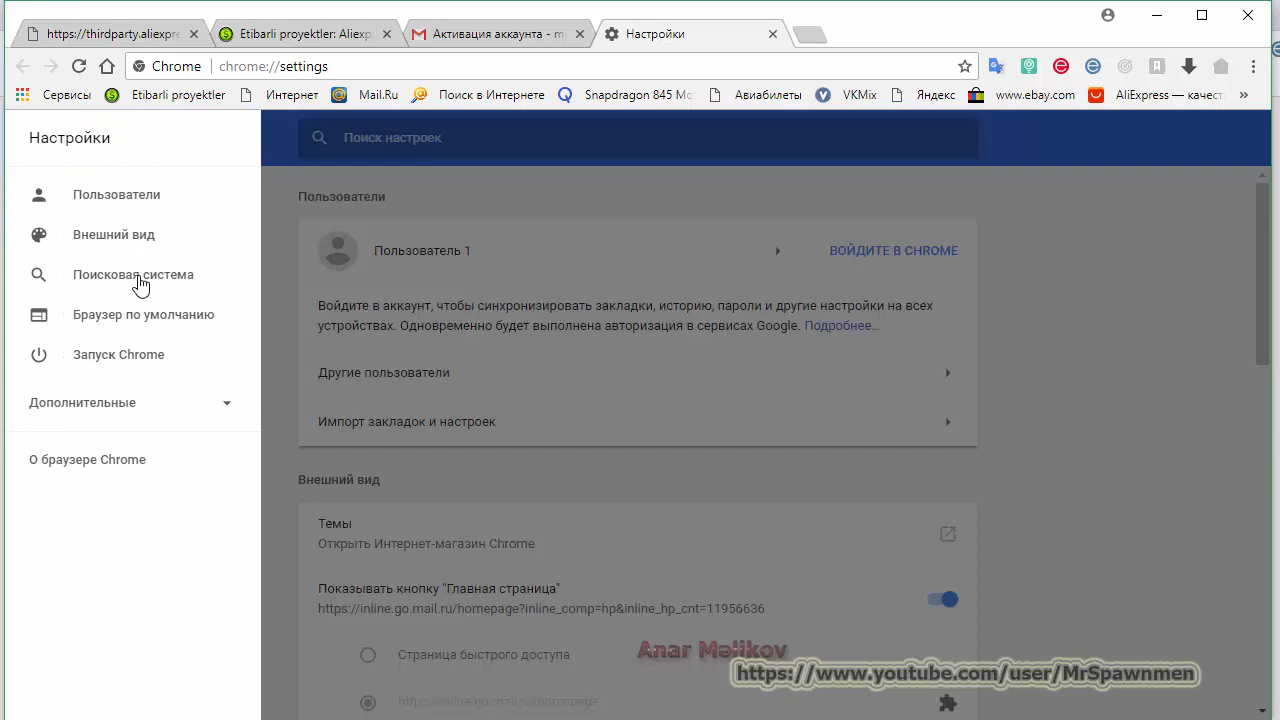 https://thirdparty.aliexpre
Etibarli proyektler: Aliexp
Активация аккаунта - m
Настройки
Chrome
chrome://settings
Сервисы
Etibarli proyektler
Интернет
Mail.Ru
Поиск в Интернете
Snapdragon 845 Мо
Авиабилеты
VKMix
Яндекс
www.ebay.com
AliExpress — качест
»
Настройки
Поиск настроек
Пользователи
Внешний вид
Поисковая система
Браузер по умолчанию
Запуск Chrome
Дополнительные
О браузере Chrome
Пользователи
Пользователь 1
ВОЙДИТЕ В CHROME
Войдите в аккаунт, чтобы синхронизировать закладки, историю, пароли и другие настройки на всех
устройствах. Одновременно будет выполнена авторизация в сервисах Google. Подробнее…
Другие пользователи
Импорт закладок и настроек
Внешний вид
Темы
Открыть Интернет-магазин Chrome
Показывать кнопку "Главная страница"
https://inline.go.mail.ru/homepage?inline_comp=hp&inline_hp_cnt=11956636
Страница быстрого доступа
Anar Məlikov
https://www.youtube.com/user/MrSpawnmen